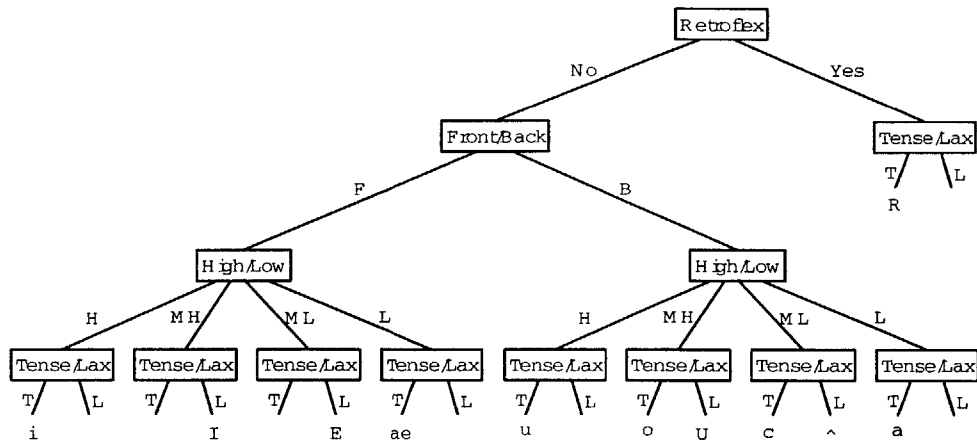 Retroflex
No Yes
Front/Back Tense/Lax
T L
F B R
High/Low High/Low
H MH ML L H MH ML L
Tense/Lax Tense/Lax Tense/Lax Tense/Lax Tense/Lax Tense/Lax Tense/Lax Tense/Lax
T L T L T L T L T L T L T L T L
i I E ae u o U c ^ a